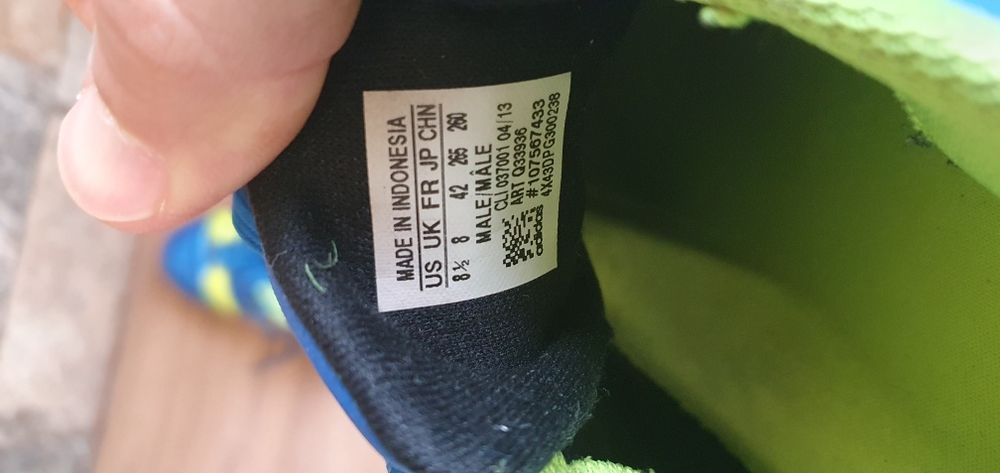 MADE IN INDONESIA
US UK FR JP CHN
8½ 8 42 265 260
MALE/MÂLE
CLI 037001 04/13
ART Q33936
#107567433
adidas 4X43DPG300238